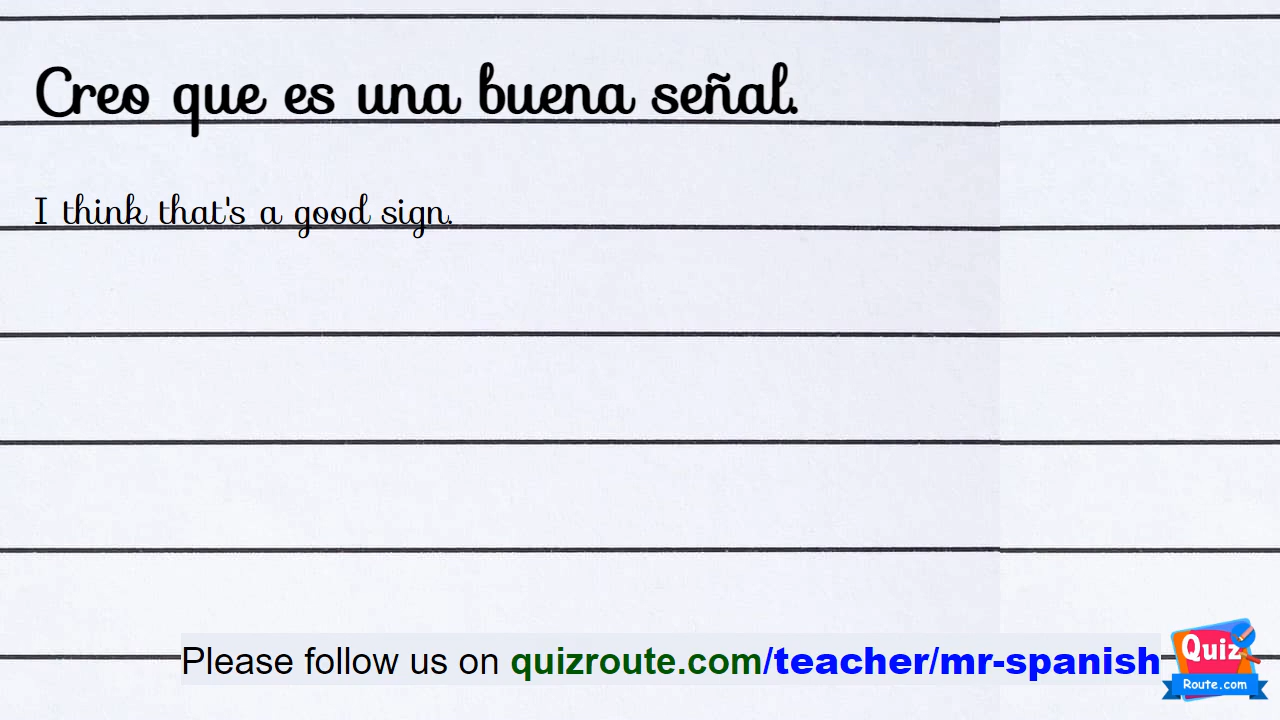 Creo que es una buena señal.
I think that's a good sign.
Please follow us on quizroute.com/teacher/mr-spanish
Quiz
Route.com